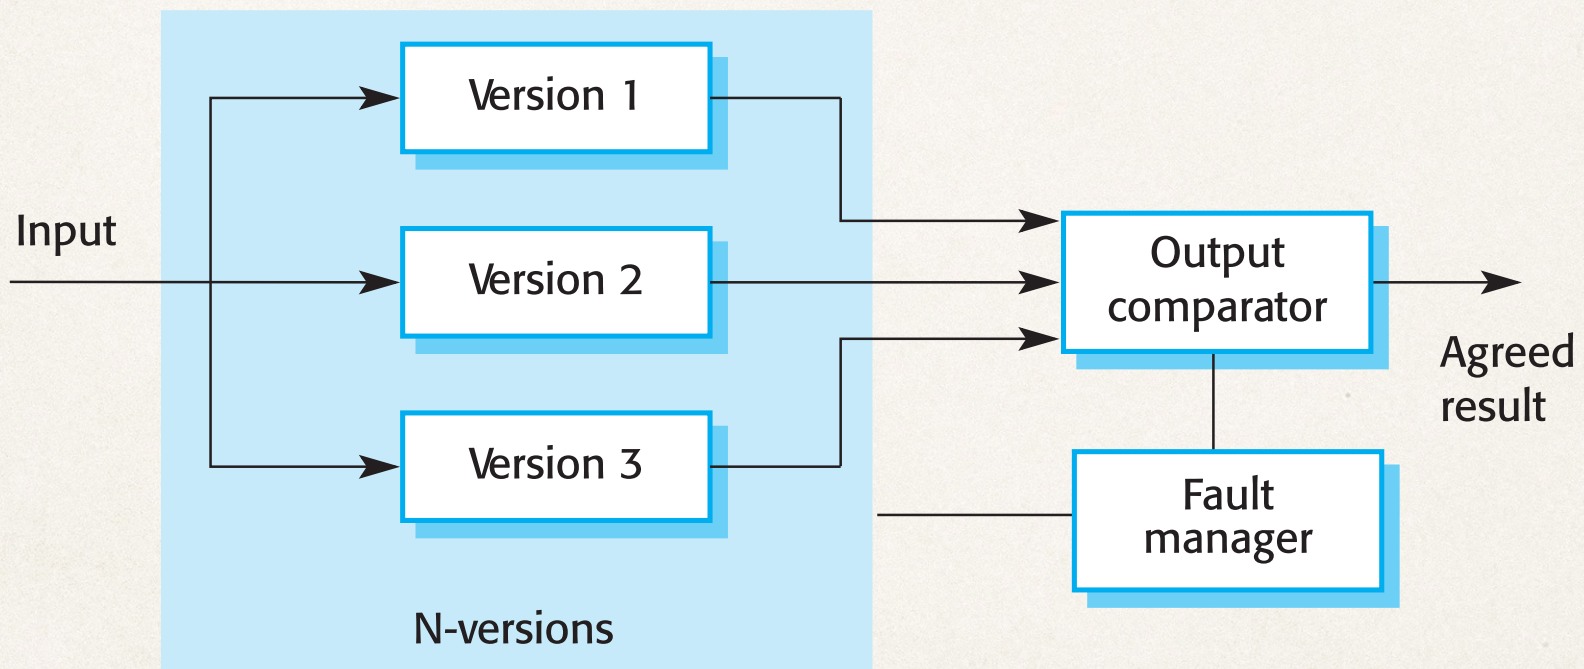 Input
Version 1
Version 2
Version 3
N-versions
Output
comparator
Agreed
result
Fault
manager